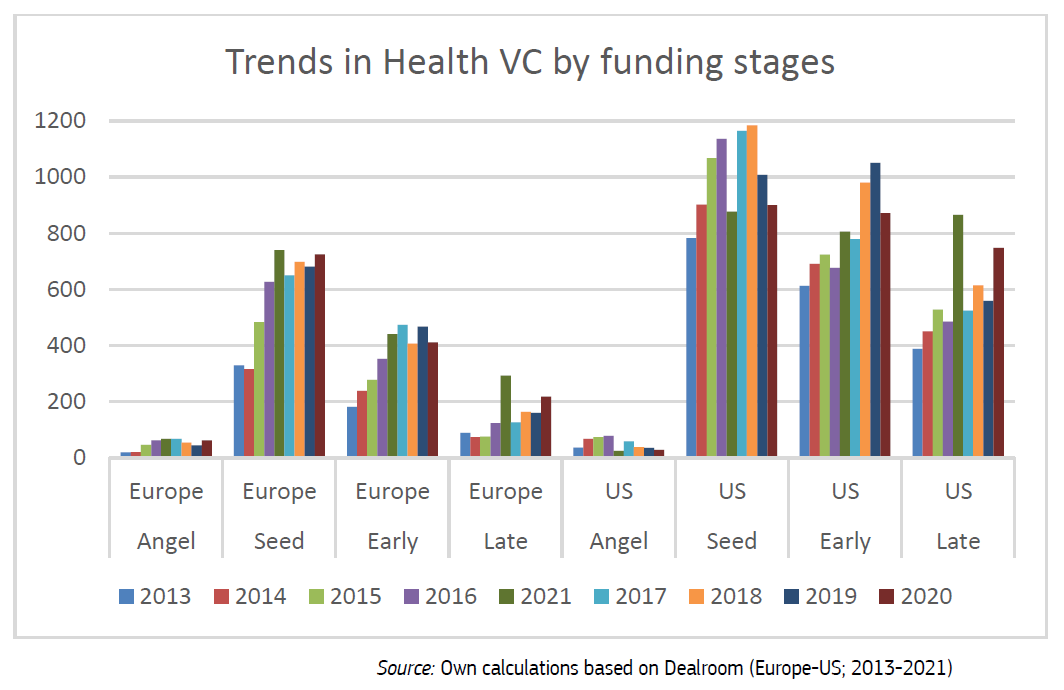 Trends in Health VC by funding stages
1200
1000
800
600
400
200
0
Europe Europe Europe Europe US US US US
Angel Seed Early Late Angel Seed Early Late
2013 2014 2015 2016 2021 2017 2018 2019 2020
Source: Own calculations based on Dealroom (Europe-US; 2013-2021)